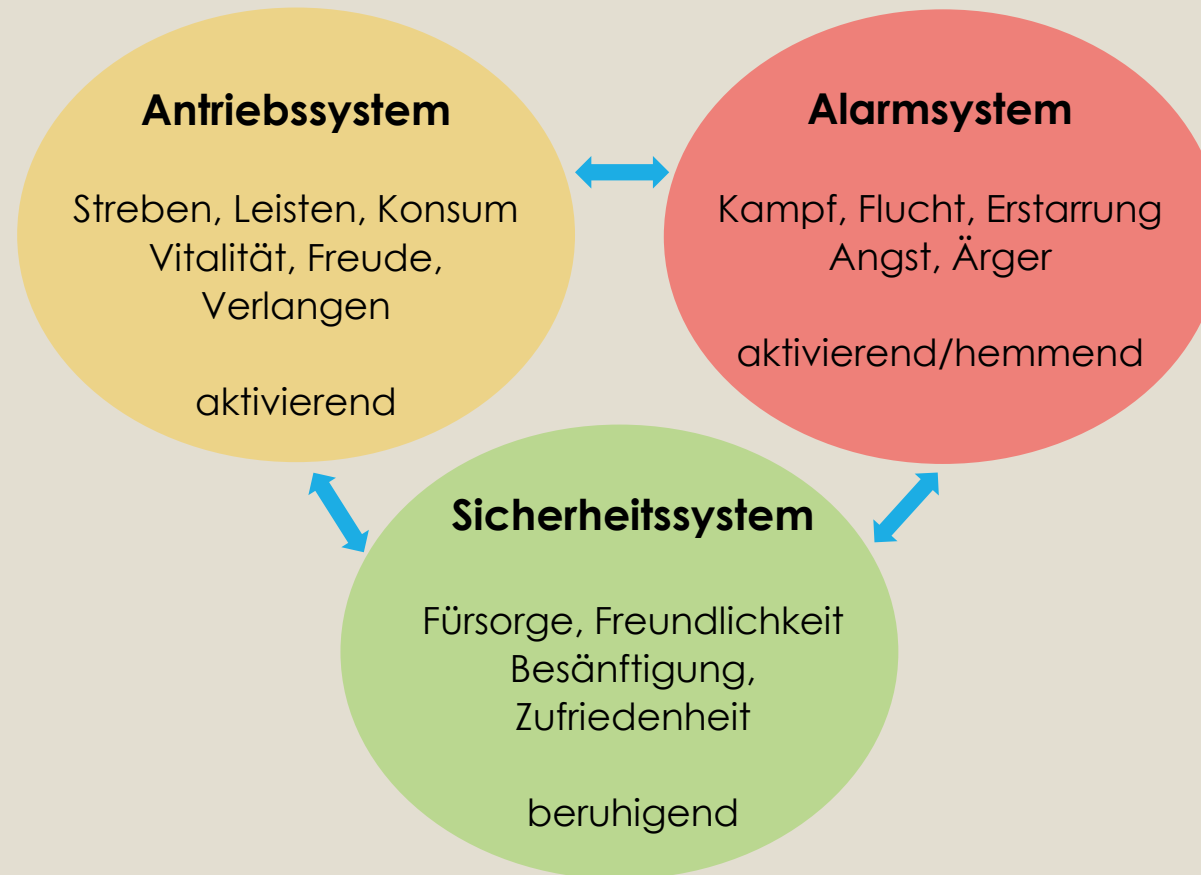 Antriebssystem
Streben, Leisten, Konsum
Vitalität, Freude,
Verlangen
aktivierend
Alarmsystem
Kampf, Flucht, Erstarrung
Angst, Ärger
aktivierend/hemmend
Sicherheitssystem
Fürsorge, Freundlichkeit
Besänftigung,
Zufriedenheit
beruhigend